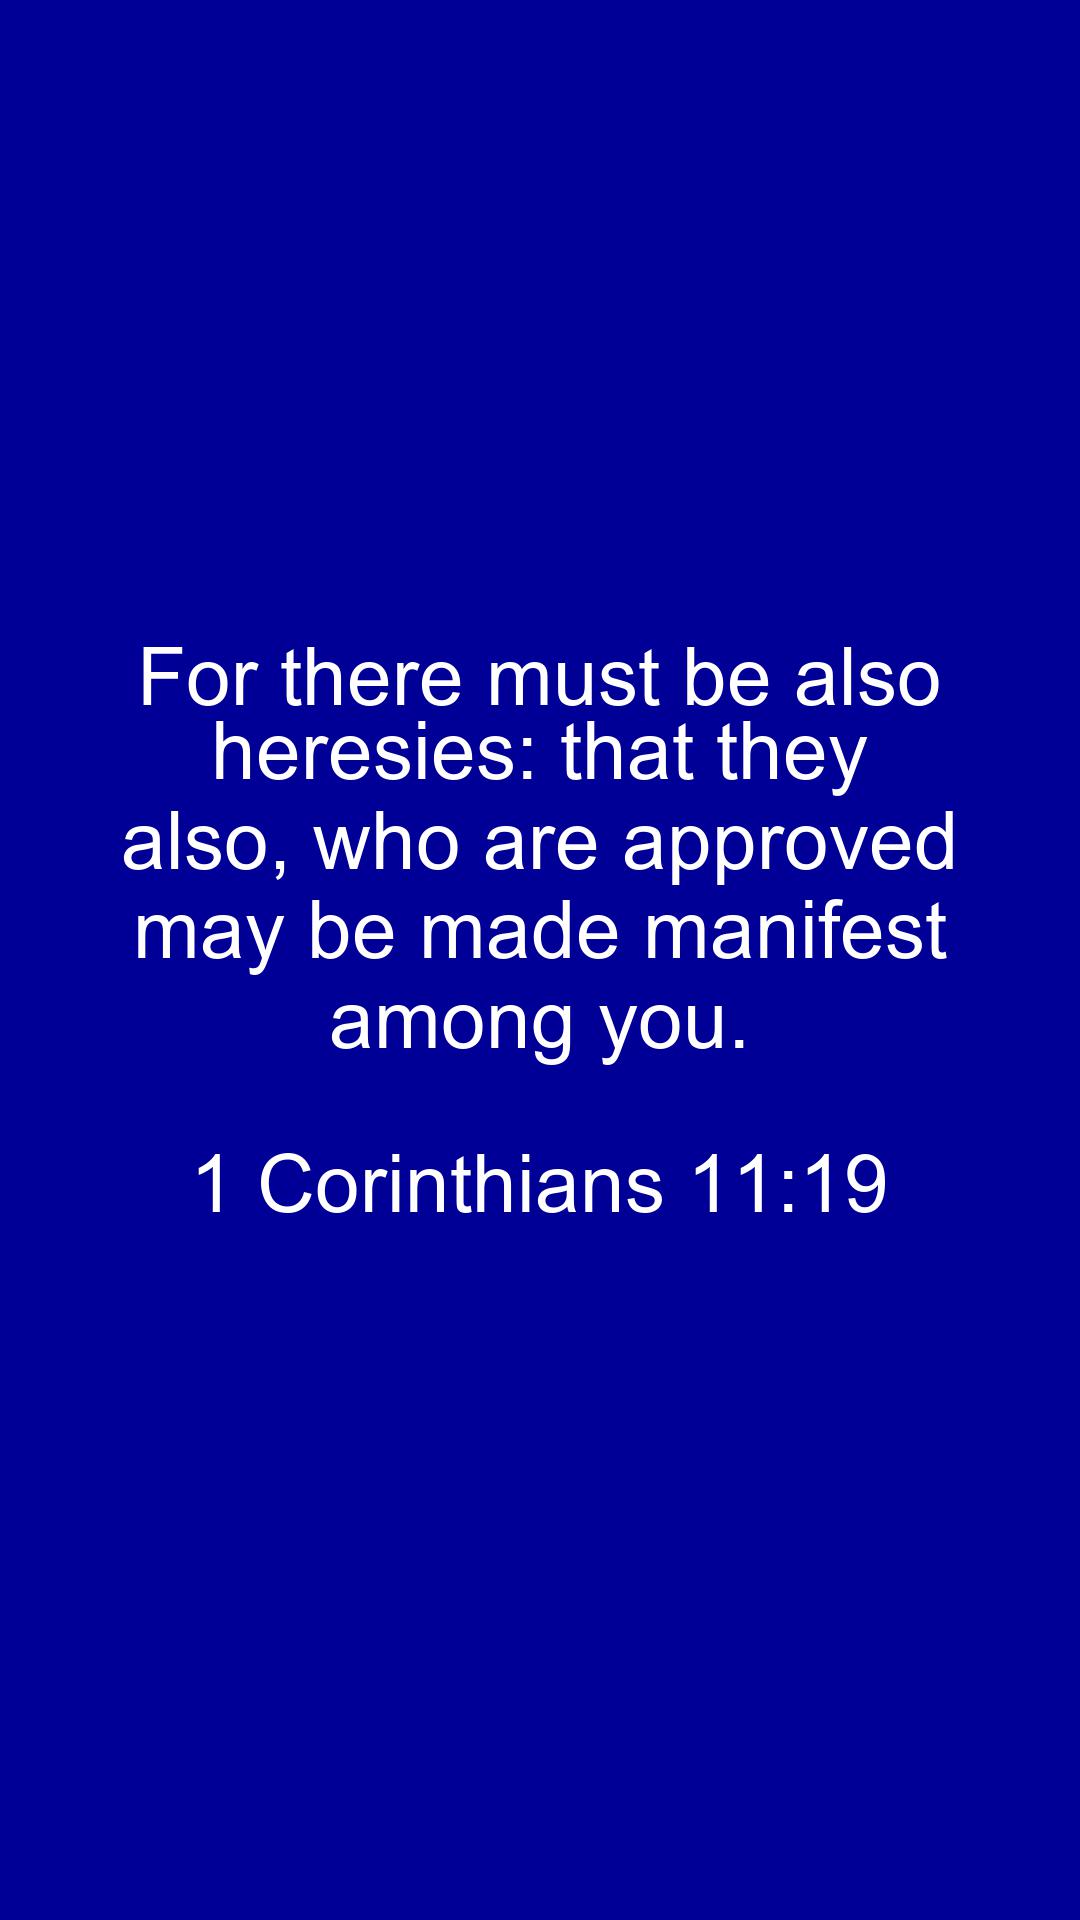 For there must be also
heresies: that they
also, who are approved
may be made manifest
among you.
1 Corinthians 11:19